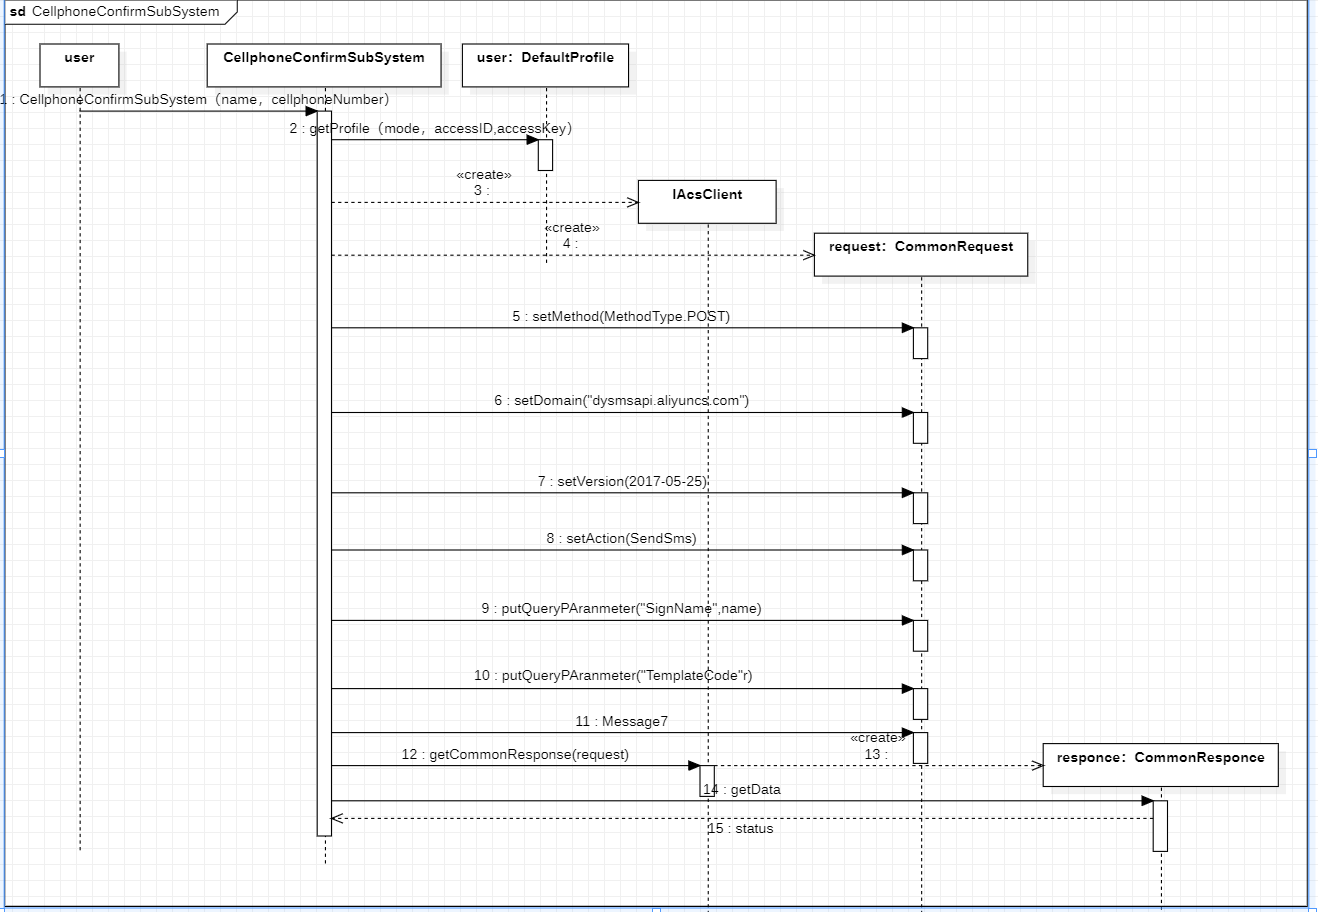 sd CellphoneConfirmSubSystem
user
CellphoneConfirmSubSystem
user：DefaultProfile
1 : CellphoneConfirmSubSystem（name，cellphoneNumber）
2 : getProfile（mode，accessID,accessKey）
«create»
3 :
IAcsClient
«create»
4 :
request：CommonRequest
5 : setMethod(MethodType.POST)
6 : setDomain("dysmsapi.aliyuncs.com")
7 : setVersion(2017-05-25)
8 : setAction(SendSms)
9 : putQueryPAranmeter("SignName",name)
10 : putQueryPAranmeter("TemplateCode"r)
11 : Message7
«create»
13 :
12 : getCommonResponse(request)
responce：CommonResponce
14 : getData
15 : status